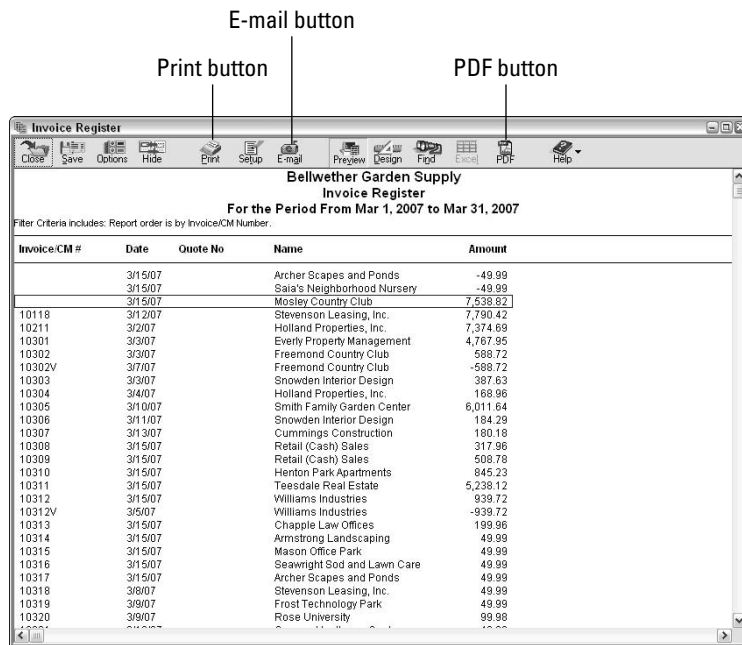 E-mail button
Print button PDF button
Invoice Register
Close Save Options Hide Print Setup E-mail Preview Design Find Excel PDF Help
Bellwether Garden Supply
Invoice Register
For the Period From Mar 1, 2007 to Mar 31, 2007
Filter Criteria includes: Report order is by Invoice/CM Number.
Invoice/CM # Date Quote No Name Amount
3/15/07 Archer Scapes and Ponds -49.99
3/15/07 Saia's Neighborhood Nursery -49.99
3/15/07 Mosley Country Club 7,538.82
10118 3/12/07 Stevenson Leasing, Inc. 7,790.42
10211 3/2/07 Holland Properties, Inc. 7,374.69
10301 3/3/07 Everly Property Management 4,767.95
10302 3/3/07 Freemond Country Club 588.72
10302V 3/7/07 Freemond Country Club -588.72
10303 3/3/07 Snowden Interior Design 387.63
10304 3/4/07 Holland Properties, Inc. 168.96
10305 3/10/07 Smith Family Garden Center 6,011.64
10306 3/11/07 Snowden Interior Design 184.29
10307 3/13/07 Cummings Construction 180.18
10308 3/15/07 Retail (Cash) Sales 317.96
10309 3/15/07 Retail (Cash) Sales 508.78
10310 3/15/07 Henton Park Apartments 845.23
10311 3/15/07 Teesdale Real Estate 5,238.12
10312 3/15/07 Williams Industries 939.72
10312V 3/5/07 Williams Industries -939.72
10313 3/15/07 Chapple Law Offices 199.96
10314 3/15/07 Armstrong Landscaping 49.99
10315 3/15/07 Mason Office Park 49.99
10316 3/15/07 Seawright Sod and Lawn Care 49.99
10317 3/15/07 Archer Scapes and Ponds 49.99
10318 3/8/07 Stevenson Leasing, Inc. 49.99
10319 3/9/07 Frost Technology Park 49.99
10320 3/9/07 Rose University 99.98